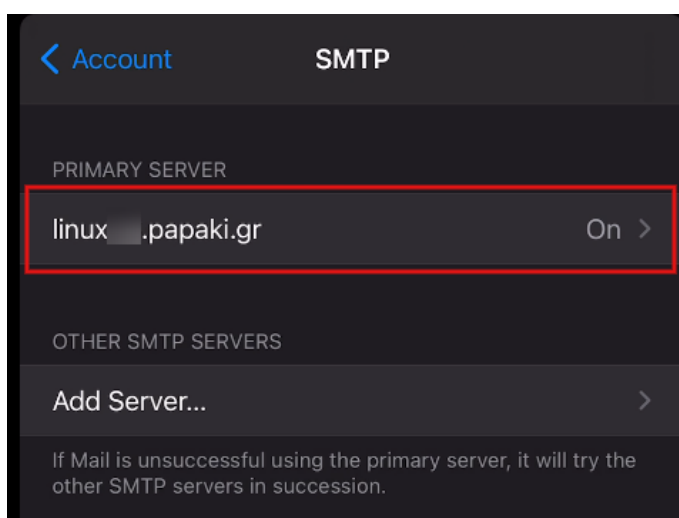 Account
SMTP
PRIMARY SERVER
linux .papaki.gr
On
OTHER SMTP SERVERS
Add Server...
If Mail is unsuccessful using the primary server, it will try the
other SMTP servers in succession.